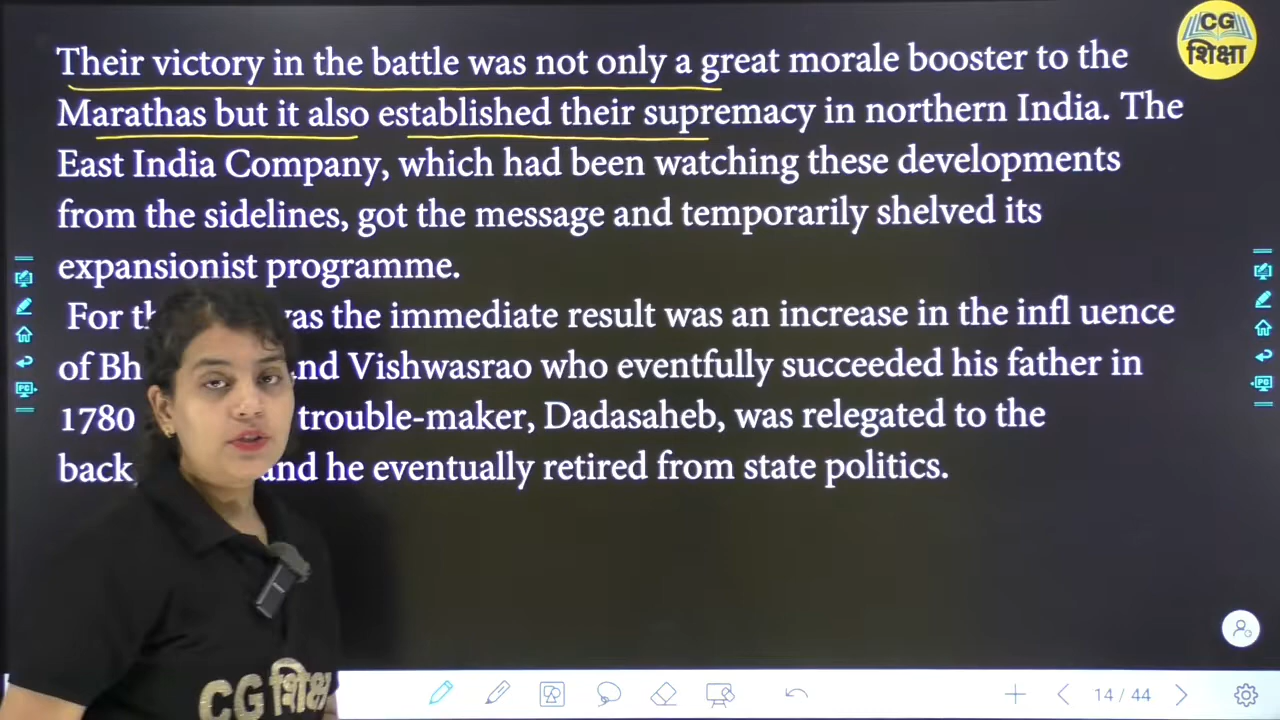 CG
शिक्षा
Their victory in the battle was not only a great morale booster to the
Marathas but it also established their supremacy in northern India. The
East India Company, which had been watching these developments
from the sidelines, got the message and temporarily shelved its
expansionist programme.
For was the immediate result was an increase in the infl uence
of Vishwasrao who eventfully succeeded his father in
1780 trouble-maker, Dadasaheb, was relegated to the
back and he eventually retired from state politics.
PC
PC
CG शिक्ष
14 / 44